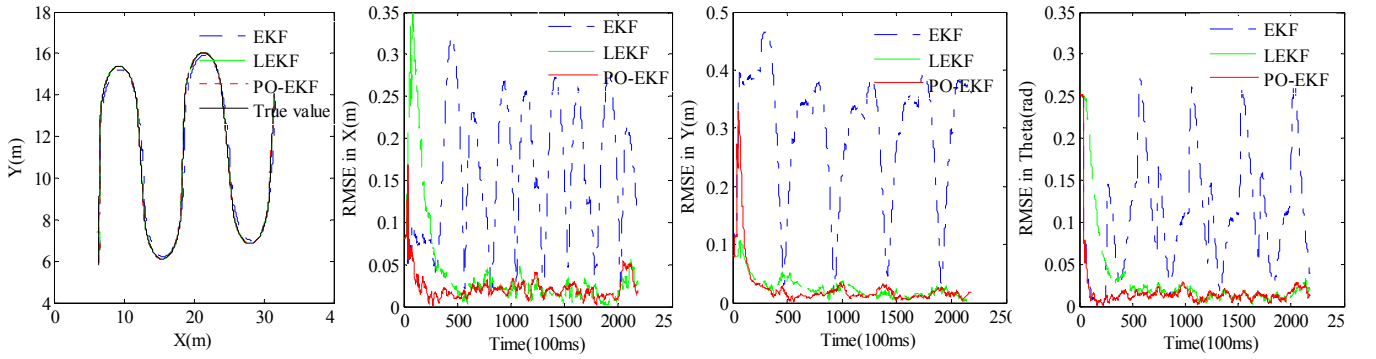 18
16
14
12
10
8
6
4
Y(m)
0
10
20
30
4
X(m)
EKF
LEKF
PO-EKF
True value
0.35
0.3
0.25
0.2
0.15
0.1
0.05
0
RMSE in X(m)
0
500
1000
1500
2000
25
Time(100ms)
EKF
LEKF
PO-EKF
0.5
0.4
0.3
0.2
0.1
0
RMSE in Y(m)
0
500
1000
1500
2000
250
Time(100ms)
EKF
LEKF
PO-EKF
0.35
0.3
0.25
0.2
0.15
0.1
0.05
0
RMSE in Theta(rad)
0
500
1000
1500
2000
25
Time(100ms)
EKF
LEKF
PO-EKF